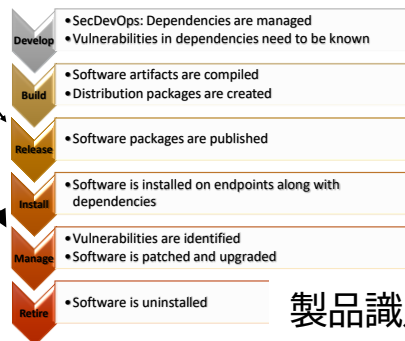 Develop
•SecDevOps: Dependencies are managed
•Vulnerabilities in dependencies need to be known
Build
•Software artifacts are compiled
•Distribution packages are created
Release
•Software packages are published
Install
•Software is installed on endpoints along with
dependencies
Manage
•Vulnerabilities are identified
•Software is patched and upgraded
Retire
•Software is uninstalled
製品識